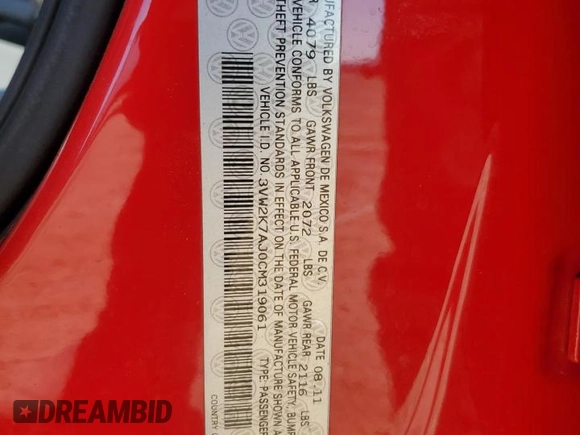 UFACTURED BY VOLKSWAGEN DE MEXICO S.A. DE C.V. DATE 08.11
R 4079 LBS GAWR FRONT: 2072 LBS GAWR REAR: 2116 LBS
VEHICLE CONFORMS TO ALL APPLICABLE U.S. FEDERAL MOTOR VEHICLE SAFETY, BUMP
THEFT PREVENTION STANDARDS IN EFFECT ON THE DATE OF MANUFACTURE SHOWN A
VEHICLE I.D. NO. 3VW2K7AJ0CM319061 TYPE: PASSENGER
COUNTRY
DREAMBID